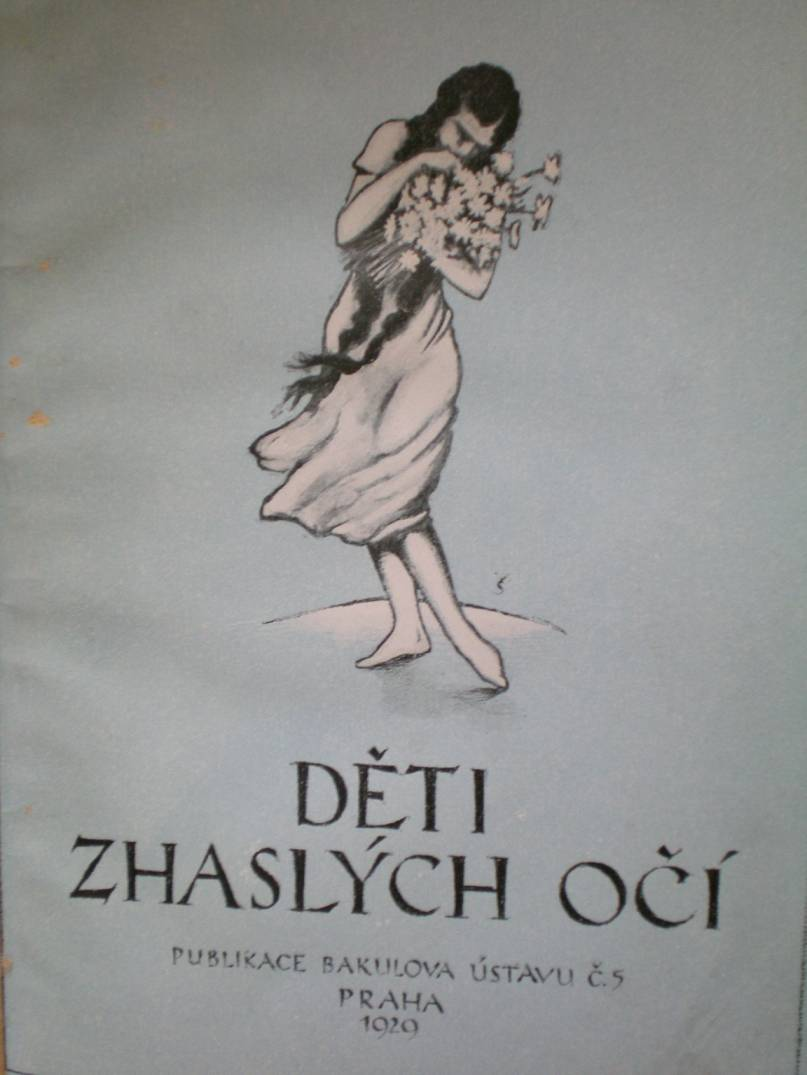 DĚTI
ZHASLÝCH OČÍ
PUBLIKACE BAKULOVA ÚSTAVU Č.5
PRAHA
1929